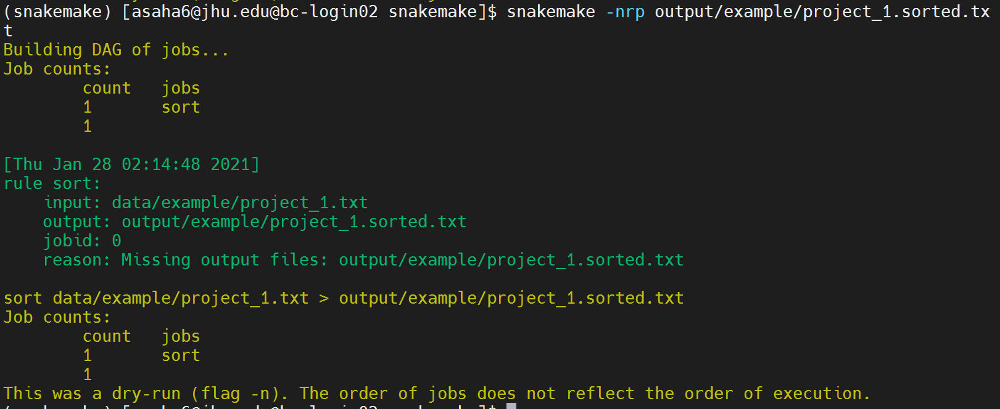 (snakemake) [asaha6@jhu.edu@bc-login02 snakemake]$ snakemake -nrp output/example/project_1.sorted.tx
t
Building DAG of jobs...
Job counts:
        count   jobs
        1       sort
        1
[Thu Jan 28 02:14:48 2021]
rule sort:
    input: data/example/project_1.txt
    output: output/example/project_1.sorted.txt
    jobid: 0
    reason: Missing output files: output/example/project_1.sorted.txt
sort data/example/project_1.txt > output/example/project_1.sorted.txt
Job counts:
        count   jobs
        1       sort
        1
This was a dry-run (flag -n). The order of jobs does not reflect the order of execution.